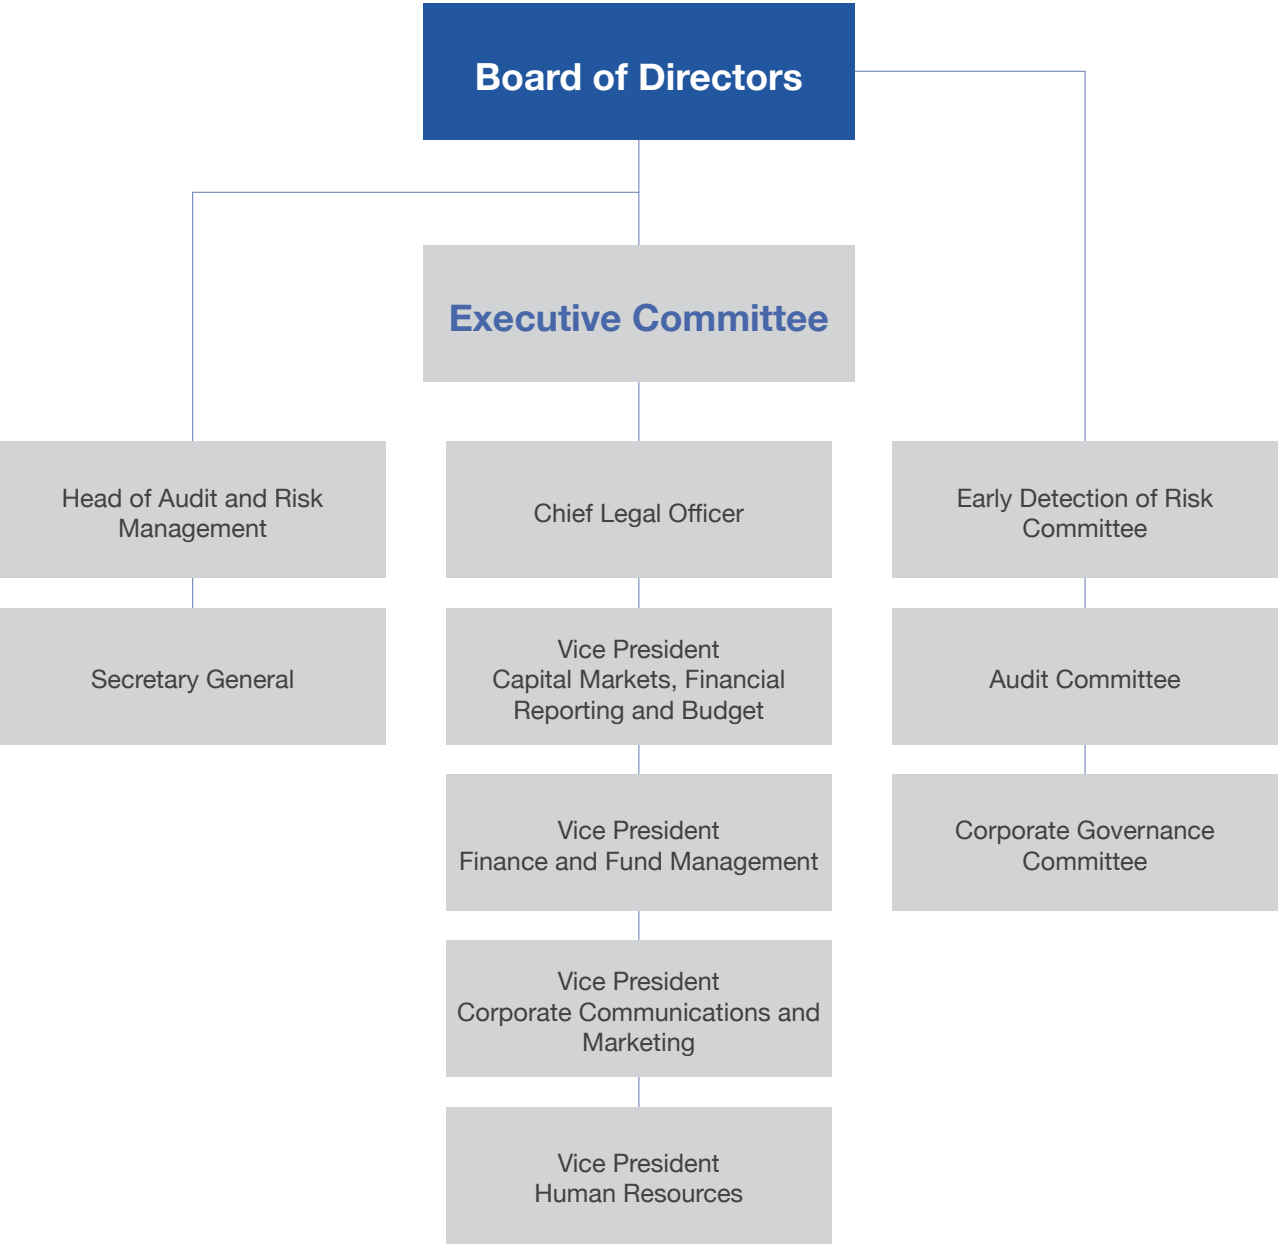 Board of Directors
Executive Committee
Head of Audit and Risk
Management
Secretary General
Chief Legal Officer
Vice President
Capital Markets, Financial
Reporting and Budget
Vice President
Finance and Fund Management
Vice President
Corporate Communications and
Marketing
Vice President
Human Resources
Early Detection of Risk
Committee
Audit Committee
Corporate Governance
Committee